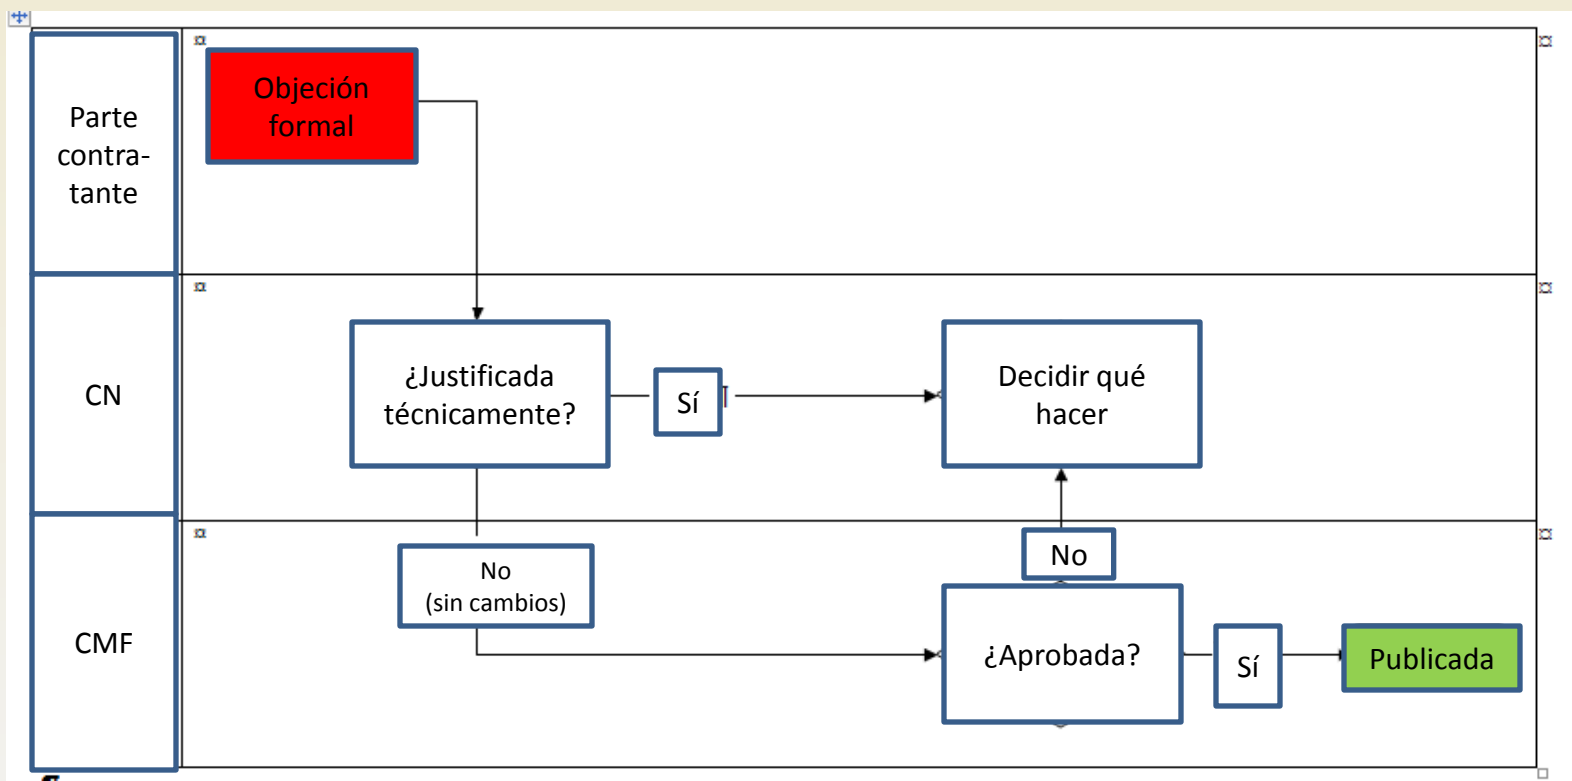 Parte
contra-
tante
Objeción
formal
CN
¿Justificada
técnicamente?
Sí
Decidir qué
hacer
CMF
No
(sin cambios)
No
¿Aprobada?
Sí
Publicada